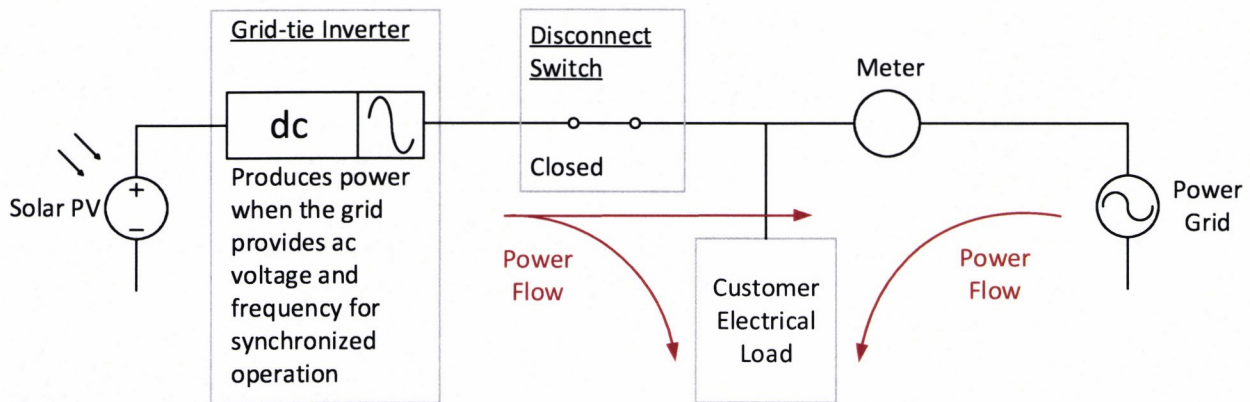 Grid-tie Inverter
dc
Produces power
when the grid
provides ac
voltage and
frequency for
synchronized
operation
Solar PV
+
−
Disconnect
Switch
Closed
Meter
Power
Grid
Power
Flow
Customer
Electrical
Load
Power
Flow